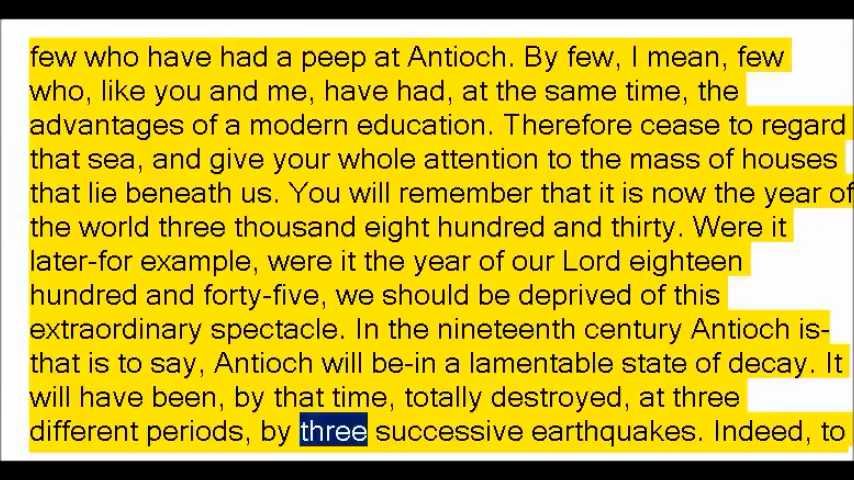 few who have had a peep at Antioch. By few, I mean, few
who, like you and me, have had, at the same time, the
advantages of a modern education. Therefore cease to regard
that sea, and give your whole attention to the mass of houses
that lie beneath us. You will remember that it is now the year of
the world three thousand eight hundred and thirty. Were it
later-for example, were it the year of our Lord eighteen
hundred and forty-five, we should be deprived of this
extraordinary spectacle. In the nineteenth century Antioch is-
that is to say, Antioch will be-in a lamentable state of decay. It
will have been, by that time, totally destroyed, at three
different periods, by three successive earthquakes. Indeed, to